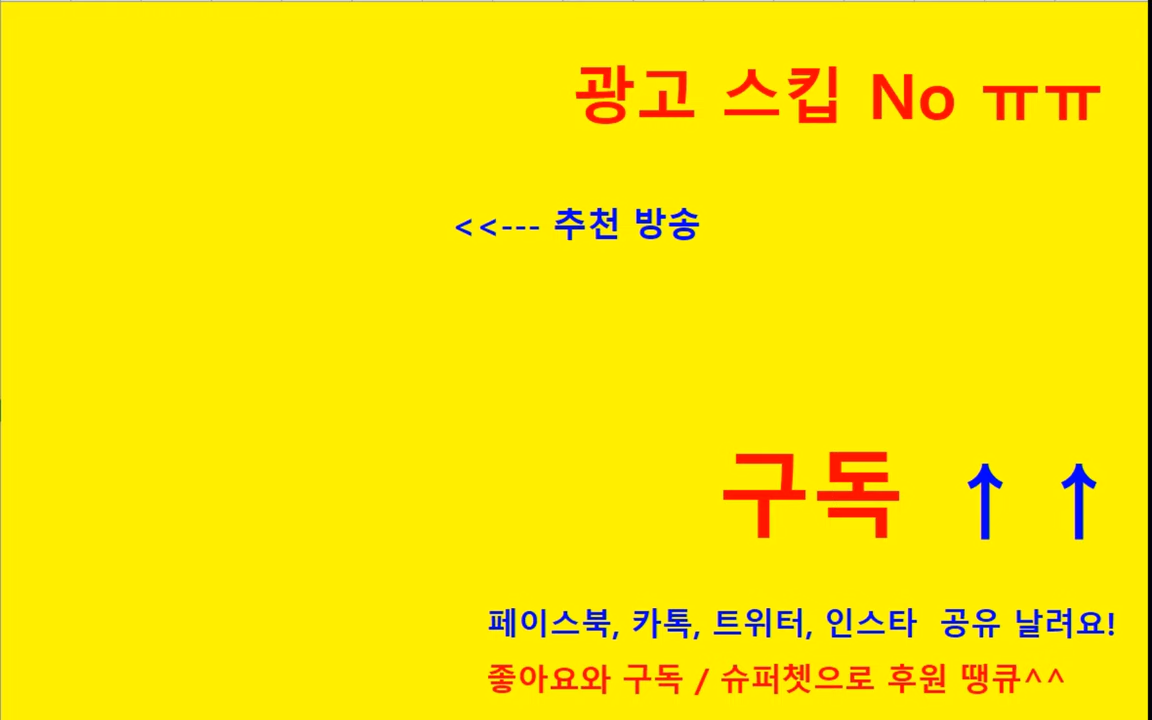 광고 스킵 No ㅠㅠ
<<--- 추천 방송
구독 ↑ ↑
페이스북, 카톡, 트위터, 인스타 공유 날려요!
좋아요와 구독 / 슈퍼쳇으로 후원 땡큐^^